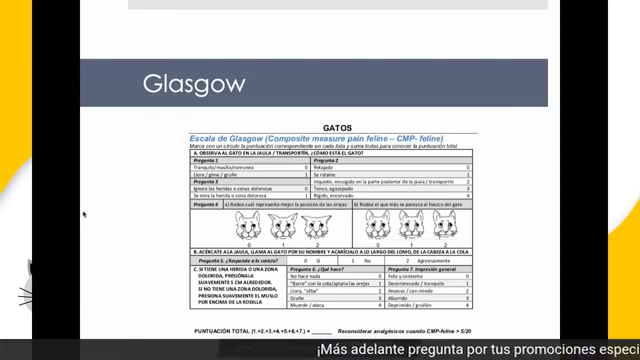 Glasgow
GATOS
Escala de Glasgow (Composite measure pain feline – CMP- feline)
Marca con un círculo la puntuación correspondiente en cada lista y suma todas para conocer la puntuación total
A. OBSERVA AL GATO EN LA JAULA / TRANSPORTÍN, ¿CÓMO ESTÁ EL GATO?
Pregunta 1
Tranquilo/maúlla/ronronea 0
Llora / gime / gruñe 1
Pregunta 2
Relajado 0
Se relame 1
Inquieto, encogido en la parte posterior de la jaula / transportín 2
Tenso, agazapado 3
Rígido, encorvado 4
Pregunta 3
Ignora las heridas o zonas dolorosas 0
Se mira la herida o zona dolorosa 1
Pregunta 4 a) Rodea cuál representa mejor la posición de las orejas b) Rodea el que más se parezca al hocico del gato
0 1 2 0 1 2
B. ACÉRCATE A LA JAULA, LLAMA AL GATO POR SU NOMBRE Y ACARÍCIALO A LO LARGO DEL LOMO, DE LA CABEZA A LA COLA
Pregunta 5. ¿Responde a la caricia? 0 Sí 1 No 2 Agresivamente
C. SI TIENE UNA HERIDA O UNA ZONA
DOLORIDA, PRESIÓNALA
SUAVEMENTE 5 CM ALREDEDOR.
SI NO TIENE UNA ZONA DOLORIDA,
PRESIONA SUAVEMENTE EL MUSLO
POR ENCIMA DE LA RODILLA
Pregunta 6. ¿Qué hace?
No hace nada 0
"Barre" con la cola/aplana las orejas 1
Llora, "silba" 2
Gruñe 3
Muerde / ataca 4
Pregunta 7. Impresión general
Feliz y contento 0
Desinteresado / tranquilo 1
Ansioso / con miedo 2
Aburrido 3
Deprimido / gruñón 4
PUNTUACIÓN TOTAL (1.+2.+3.+4.+5.+6.+7.) = ______ Reconsiderar analgésicos cuando CMP-feline > 5/20
¡Más adelante pregunta por tus promociones especi